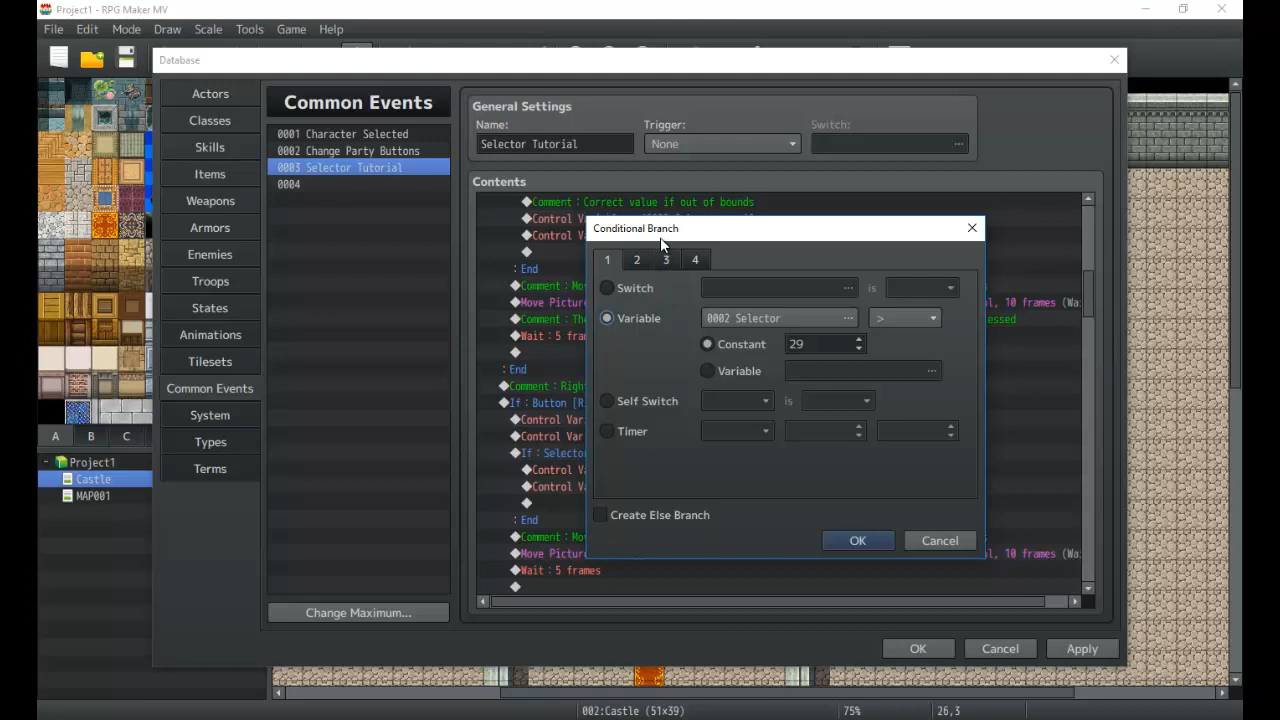 Project1 - RPG Maker MV
File Edit Mode Draw Scale Tools Game Help
Database
Actors
Classes
Skills
Items
Weapons
Armors
Enemies
Troops
States
Animations
Tilesets
Common Events
System
Types
Terms
A B C
Project1
Castle
MAP001
Common Events
0001 Character Selected
0002 Change Party Buttons
0003 Selector Tutorial
0004
Change Maximum...
General Settings
Name: Trigger: Switch:
Selector Tutorial None ...
Contents
◆Comment : Correct value if out of bounds
◆Control
◆Control V
◆
: End
◆Comment : Mo
◆Move Pictur l, 10 frames (Wa
◆Comment : The essed
◆Wait : 5 fra
◆
: End
◆Comment : Righ
◆If : Button [R
◆Control Var
◆Control Var
◆If : Selecto
◆Control V
◆Control V
◆
: End
◆Comment : Mo
◆Move Pictur l, 10 frames (Wa
◆Wait : 5 frames
◆
Conditional Branch
1 2 3 4
Switch ... is
Variable 0002 Selector ... >
Constant 29
Variable ...
Self Switch is
Timer
Create Else Branch
OK Cancel
OK Cancel Apply
002:Castle (51x39) 75% 26,3